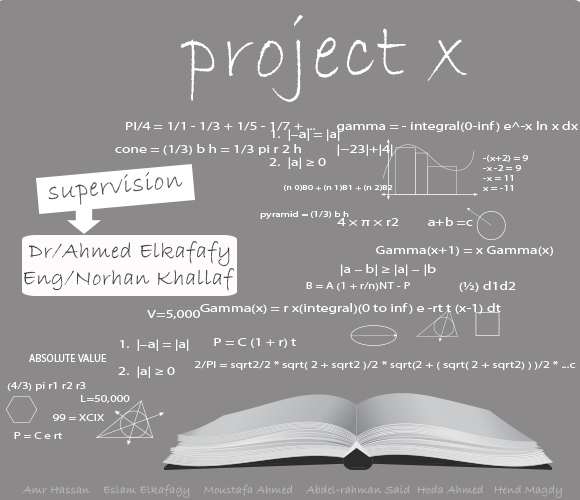 project x
PI/4 = 1/1 - 1/3 + 1/5 - 1/7 + ...
gamma = - integral(0-inf) e^-x ln x dx
1. |-a| = |a|
cone = (1/3) b h = 1/3 pi r 2 h
|−23|+|4|
2. |a| ≥ 0
-(x+2) = 9
-x -2 = 9
-x = 11
x = -11
(n 0)B0 + (n 1)B1 + (n 2)B2
supervision
pyramid = (1/3) b h
4 × π × r2
a+b =c
Dr/Ahmed Elkafafy
Eng/Norhan Khallaf
Gamma(x+1) = x Gamma(x)
|a − b| ≥ |a| − |b
B = A (1 + r/n)NT - P
(½) d1d2
V=5,000
Gamma(x) = r x(integral)(0 to inf) e -rt t (x-1) dt
1. |−a| = |a|
P = C (1 + r) t
ABSOLUTE VALUE
2. |a| ≥ 0
2/PI = sqrt2/2 * sqrt( 2 + sqrt2 )/2 * sqrt(2 + ( sqrt( 2 + sqrt2) ) )/2 * ...c
(4/3) pi r1 r2 r3
L=50,000
99 = XCIX
P = C e rt
Amr Hassan Eslam Elkafagy Moustafa Ahmed Abdel-rahman Said Hoda Ahmed Hend Magdy